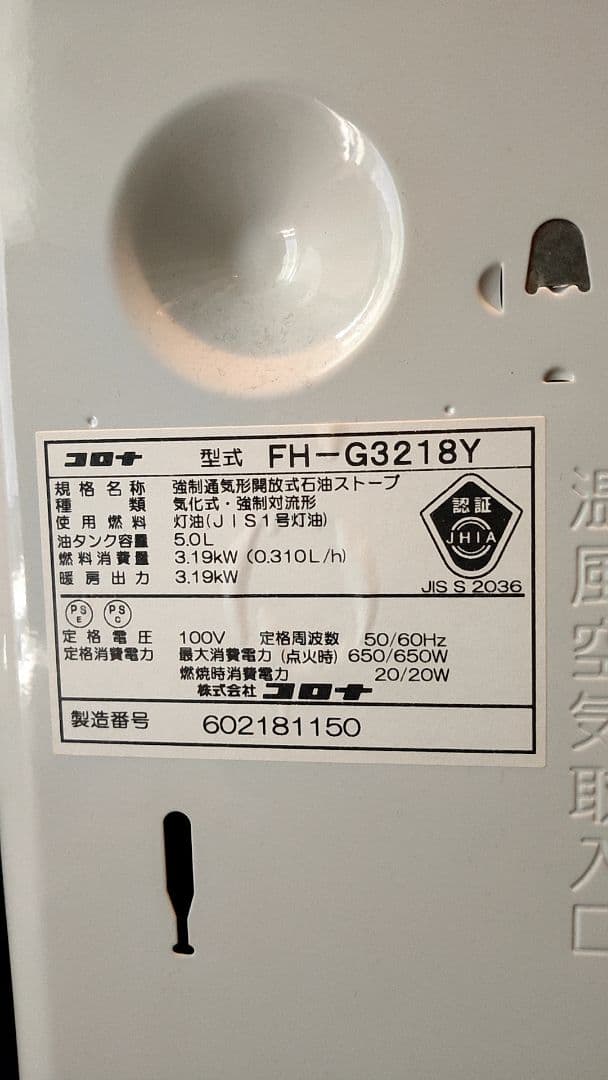 コロナ 型式 FH-G3218Y
規格名称 強制通気形開放式石油ストーブ
種類 気化式・強制対流形
使用燃料 灯油(JIS1号灯油)
油タンク容量 5.0L
燃料消費量 3.19kW (0.310L/h)
暖房出力 3.19kW
認証
JHIA
JIS S 2036
PS E PS C
定格電圧 100V 定格周波数 50/60Hz
定格消費電力 最大消費電力 (点火時) 650/650W
燃焼時消費電力 20/20W
株式会社 コロナ
製造番号 602181150
温風空気取入口